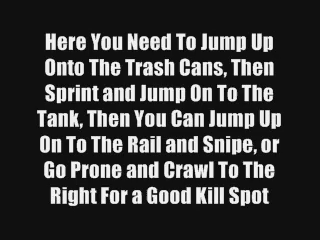 Here You Need To Jump Up
Onto The Trash Cans, Then
Sprint and Jump On To The
Tank, Then You Can Jump Up
On To The Rail and Snipe, or
Go Prone and Crawl To The
Right For a Good Kill Spot